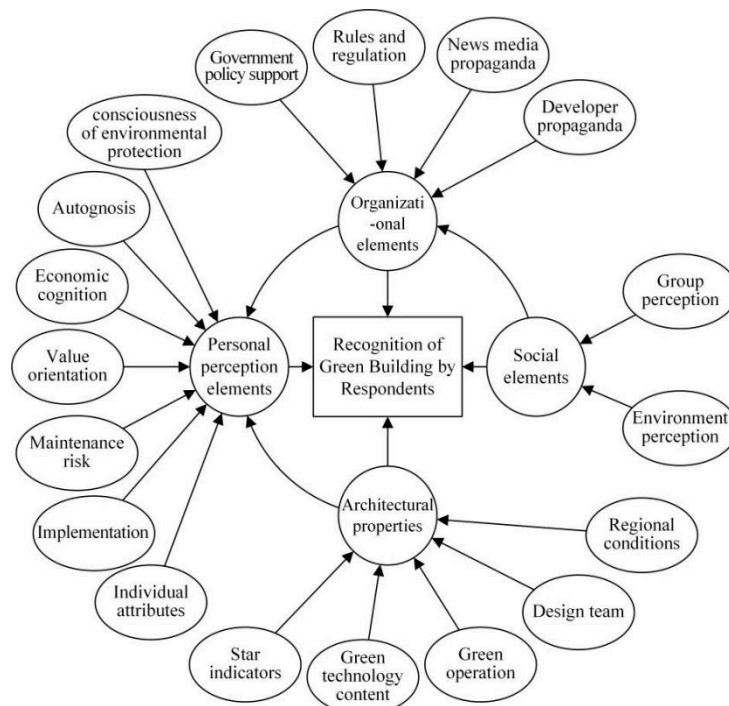 Rules and
regulation
News media
propaganda
Government
policy support
Developer
propaganda
consciousness
of environmental
protection
Organizati
-onal
elements
Autognosis
Economic
cognition
Group
perception
Value
orientation
Personal
perception
elements
Recognition of
Green Building by
Respondents
Social
elements
Maintenance
risk
Environment
perception
Implementation
Architectural
properties
Regional
conditions
Individual
attributes
Design team
Star
indicators
Green
technology
content
Green
operation